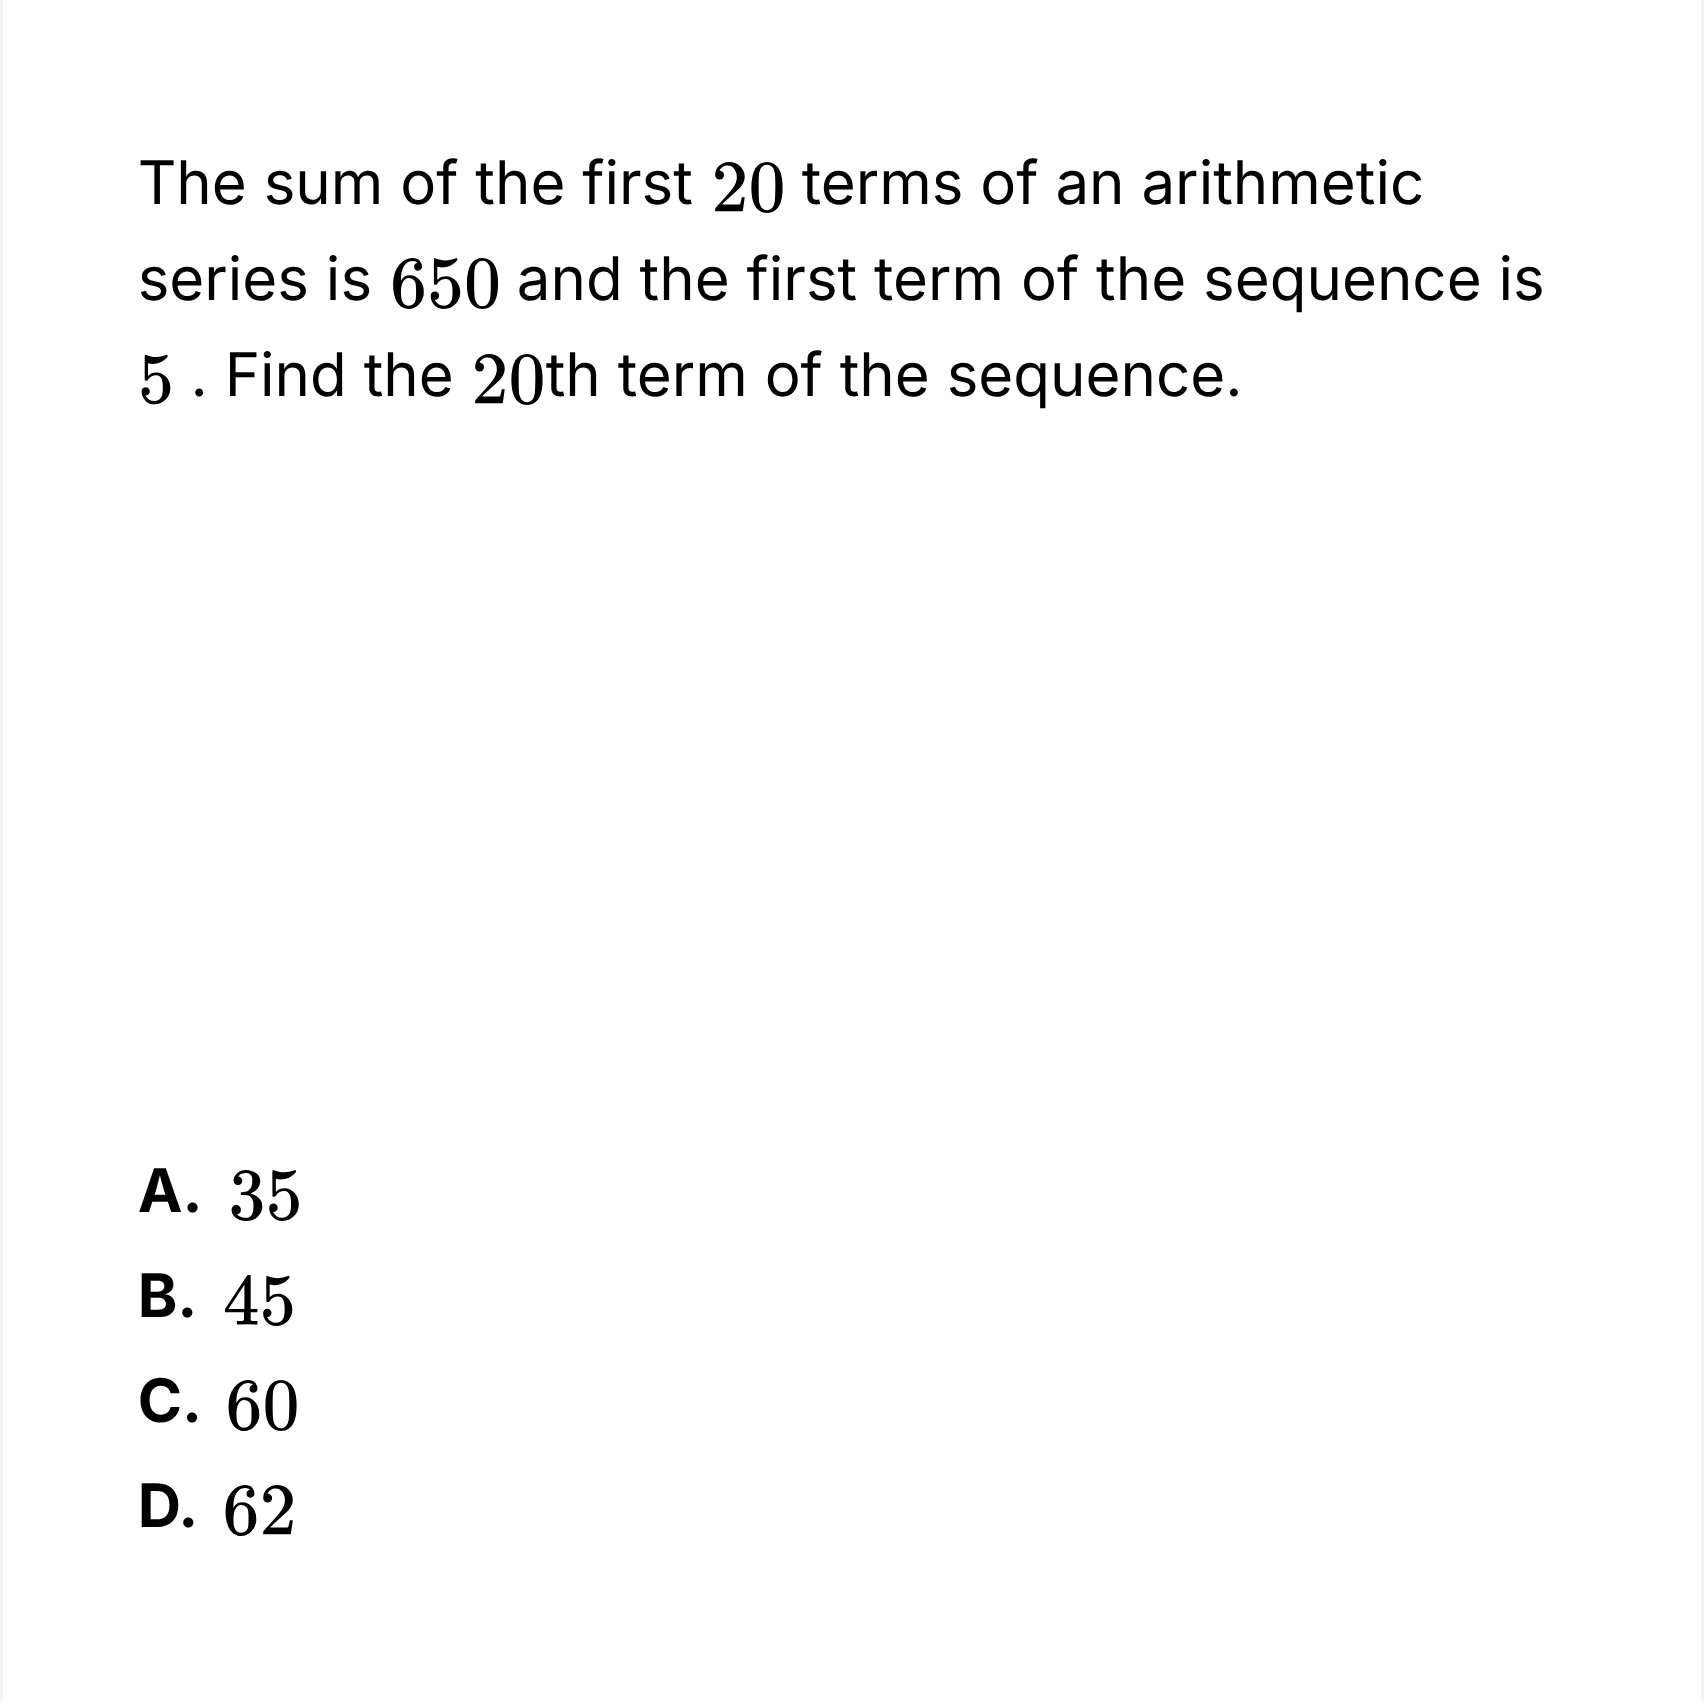 The sum of the first 20 terms of an arithmetic
series is 650 and the first term of the sequence is
5 . Find the 20th term of the sequence.
A. 35
B. 45
C. 60
D. 62